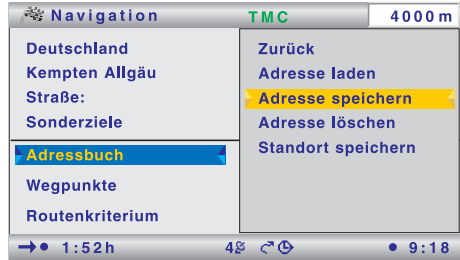 Navigation TMC 4000 m
Deutschland
Kempten Allgäu
Straße:
Sonderziele
Adressbuch
Wegpunkte
Routenkriterium
Zurück
Adresse laden
Adresse speichern
Adresse löschen
Standort speichern
1:52h 4 9:18